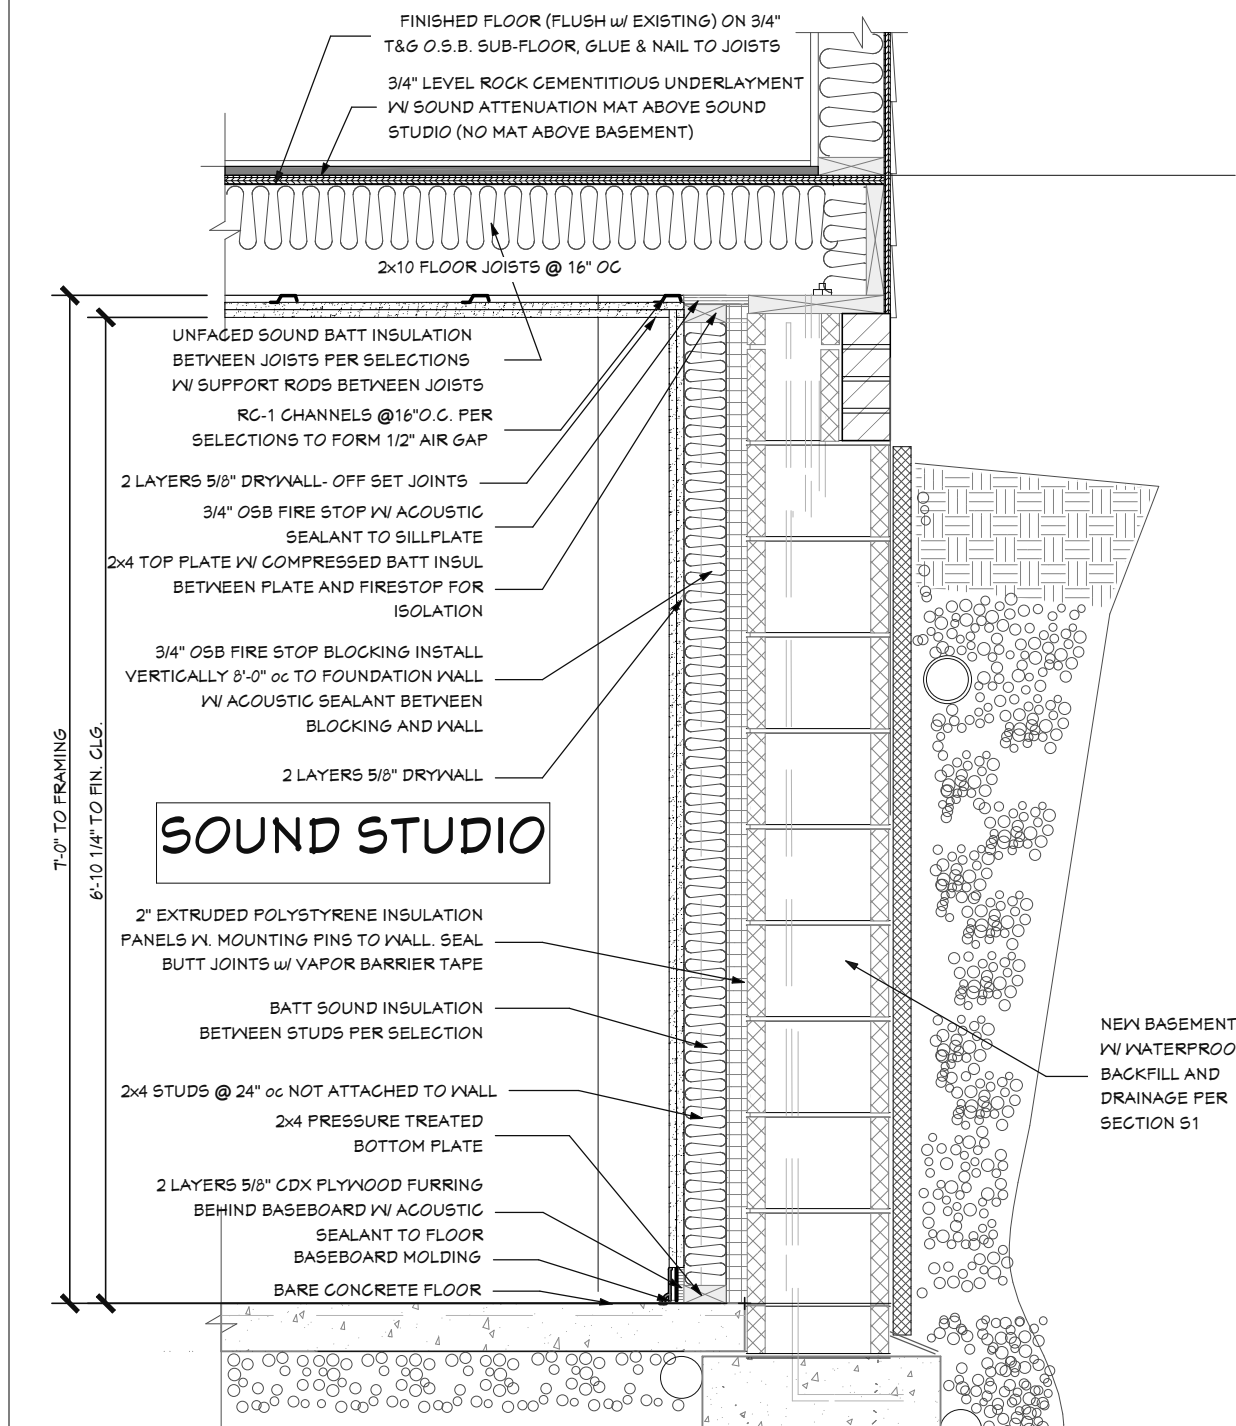 FINISHED FLOOR (FLUSH w/ EXISTING) ON 3/4"
T&G O.S.B. SUB-FLOOR, GLUE & NAIL TO JOISTS
3/4" LEVEL ROCK CEMENTITIOUS UNDERLAYMENT
W/ SOUND ATTENUATION MAT ABOVE SOUND
STUDIO (NO MAT ABOVE BASEMENT)
2x10 FLOOR JOISTS @ 16" OC
UNFACED SOUND BATT INSULATION
BETWEEN JOISTS PER SELECTIONS
W/ SUPPORT RODS BETWEEN JOISTS
RC-1 CHANNELS @16"O.C. PER
SELECTIONS TO FORM 1/2" AIR GAP
2 LAYERS 5/8" DRYWALL- OFF SET JOINTS
3/4" OSB FIRE STOP W/ ACOUSTIC
SEALANT TO SILLPLATE
2x4 TOP PLATE W/ COMPRESSED BATT INSUL
BETWEEN PLATE AND FIRESTOP FOR
ISOLATION
3/4" OSB FIRE STOP BLOCKING INSTALL
VERTICALLY 8'-0" oc TO FOUNDATION WALL
W/ ACOUSTIC SEALANT BETWEEN
BLOCKING AND WALL
2 LAYERS 5/8" DRYWALL
7'-0" TO FRAMING
6'-10 1/4" TO FIN. CLG.
SOUND STUDIO
2" EXTRUDED POLYSTYRENE INSULATION
PANELS W. MOUNTING PINS TO WALL. SEAL
BUTT JOINTS w/ VAPOR BARRIER TAPE
BATT SOUND INSULATION
BETWEEN STUDS PER SELECTION
2x4 STUDS @ 24" oc NOT ATTACHED TO WALL
2x4 PRESSURE TREATED
BOTTOM PLATE
2 LAYERS 5/8" CDX PLYWOOD FURRING
BEHIND BASEBOARD W/ ACOUSTIC
SEALANT TO FLOOR
BASEBOARD MOLDING
BARE CONCRETE FLOOR
NEW BASEMENT
W/ WATERPROO
BACKFILL AND
DRAINAGE PER
SECTION S1